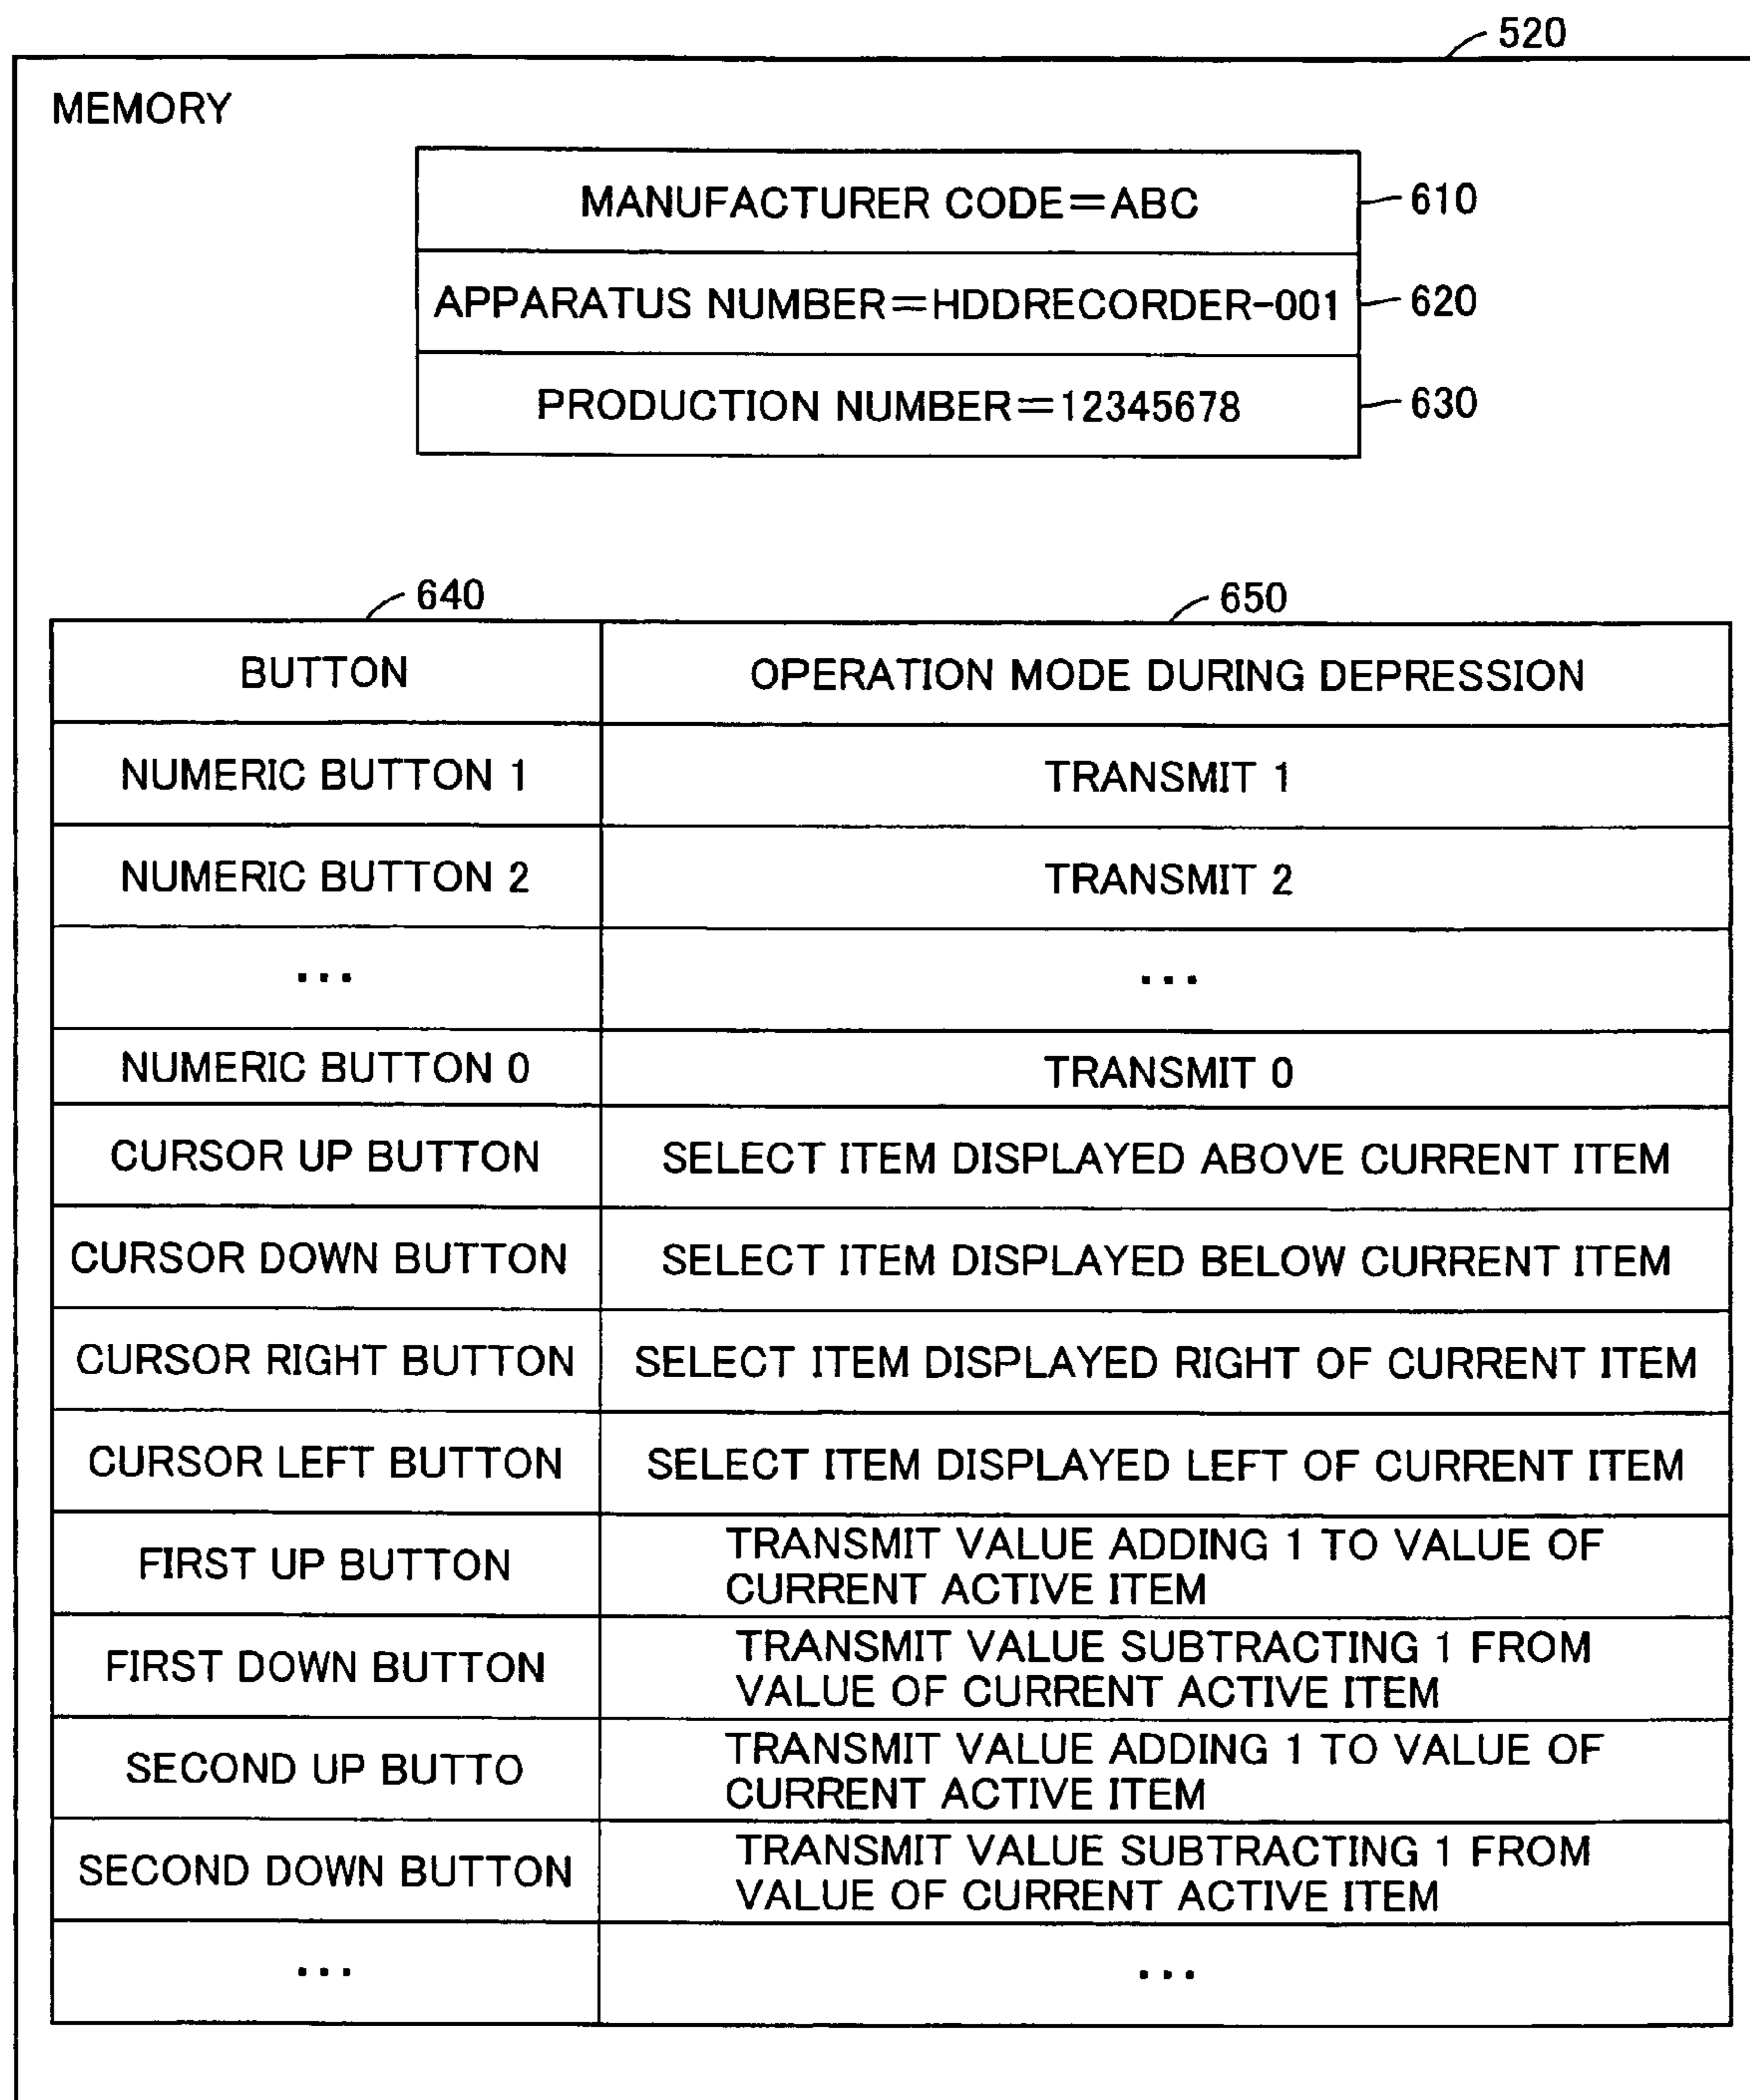 520
MEMORY
MANUFACTURER CODE=ABC
610
APPARATUS NUMBER=HDDRECORDER-001
620
PRODUCTION NUMBER=12345678
630
640
650
BUTTON
OPERATION MODE DURING DEPRESSION
NUMERIC BUTTON 1
TRANSMIT 1
NUMERIC BUTTON 2
TRANSMIT 2
...
...
NUMERIC BUTTON 0
TRANSMIT 0
CURSOR UP BUTTON
SELECT ITEM DISPLAYED ABOVE CURRENT ITEM
CURSOR DOWN BUTTON
SELECT ITEM DISPLAYED BELOW CURRENT ITEM
CURSOR RIGHT BUTTON
SELECT ITEM DISPLAYED RIGHT OF CURRENT ITEM
CURSOR LEFT BUTTON
SELECT ITEM DISPLAYED LEFT OF CURRENT ITEM
FIRST UP BUTTON
TRANSMIT VALUE ADDING 1 TO VALUE OF
CURRENT ACTIVE ITEM
FIRST DOWN BUTTON
TRANSMIT VALUE SUBTRACTING 1 FROM
VALUE OF CURRENT ACTIVE ITEM
SECOND UP BUTTO
TRANSMIT VALUE ADDING 1 TO VALUE OF
CURRENT ACTIVE ITEM
SECOND DOWN BUTTON
TRANSMIT VALUE SUBTRACTING 1 FROM
VALUE OF CURRENT ACTIVE ITEM
...
...